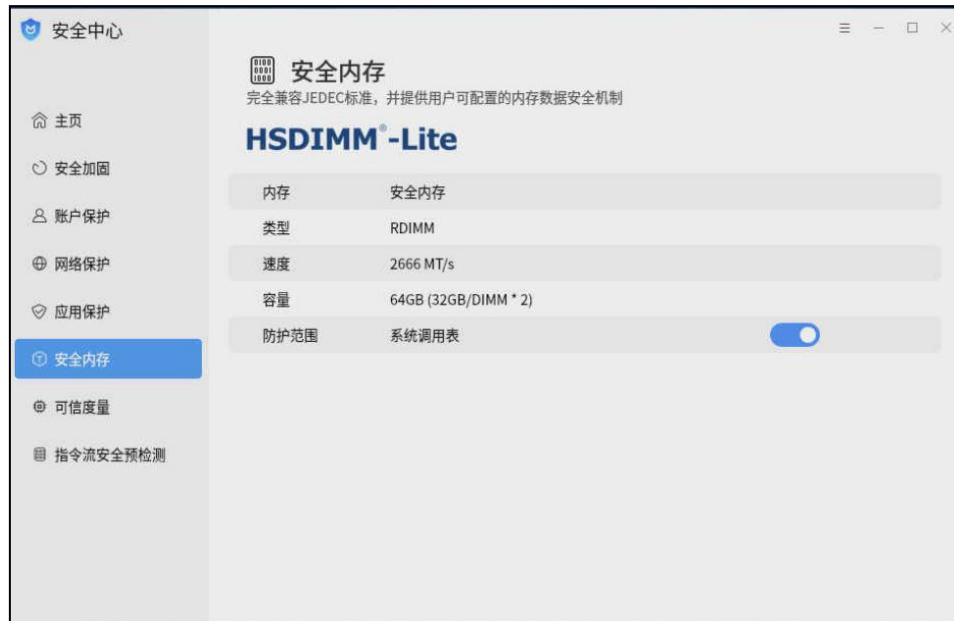 安全中心
主页
安全加固
账户保护
网络保护
应用保护
安全内存
可信度量
指令流安全预检测
安全内存
完全兼容JEDEC标准，并提供用户可配置的内存数据安全机制
HSDIMM®-Lite
内存 安全内存
类型 RDIMM
速度 2666 MT/s
容量 64GB (32GB/DIMM * 2)
防护范围 系统调用表